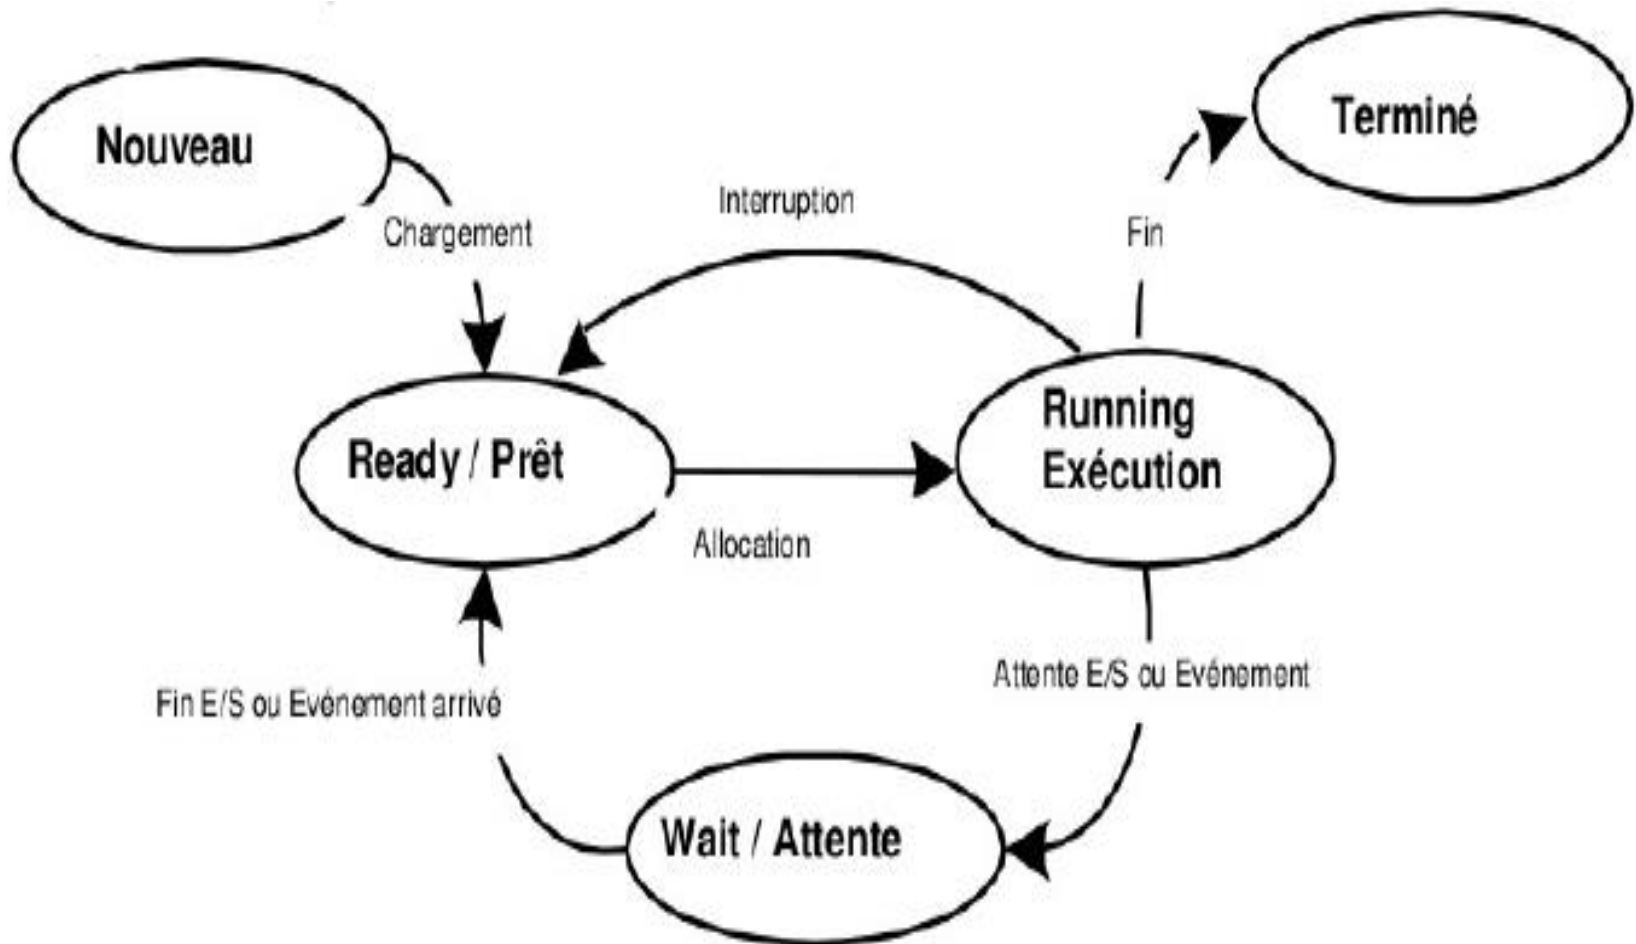 Nouveau
Terminé
Interruption
Chargement
Fin
Running
Exécution
Ready / Prêt
Allocation
Attente E/S ou Evénement
Fin E/S ou Evénement arrivé
Wait / Attente